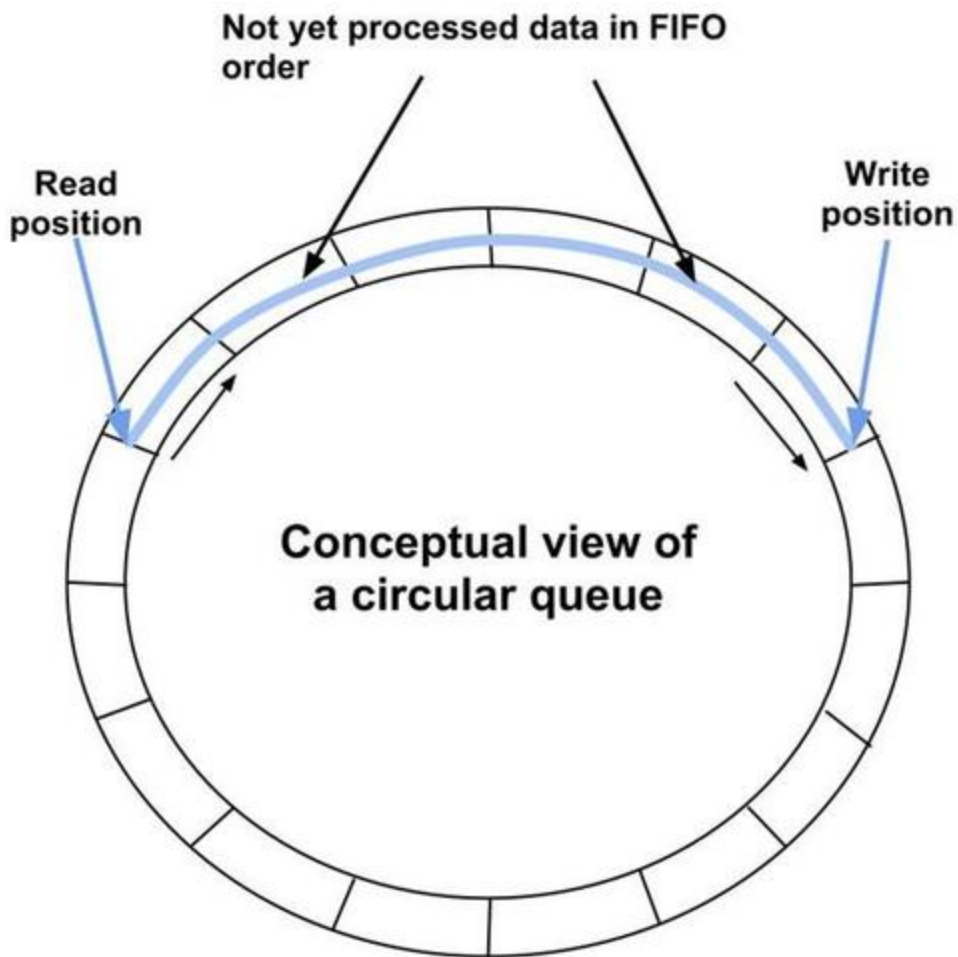 Not yet processed data in FIFO
order
Read
position
Write
position
Conceptual view of
a circular queue